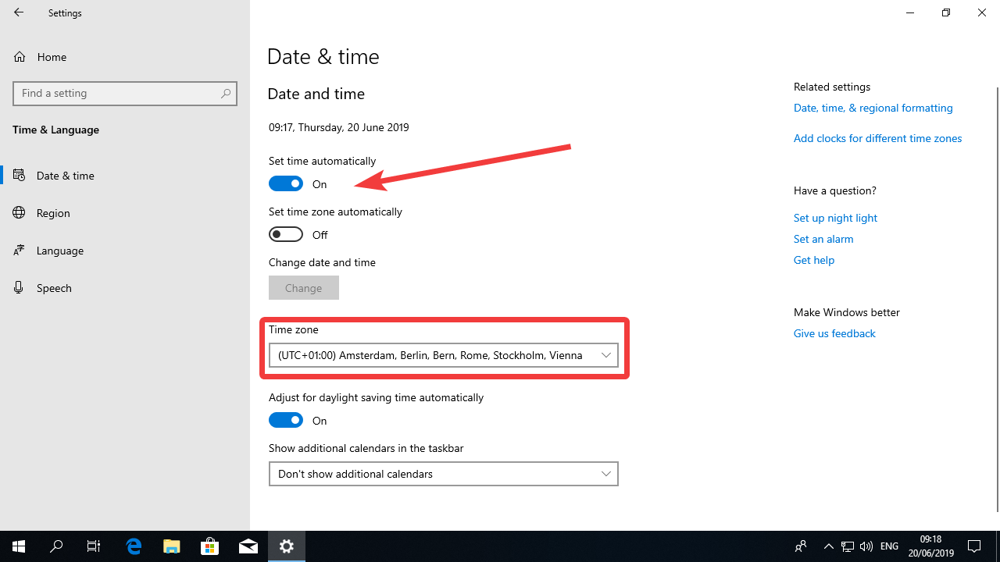 Settings
Home
Find a setting
Time & Language
Date & time
Region
Language
Speech
Date & time
Date and time
09:17, Thursday, 20 June 2019
Set time automatically
On
Set time zone automatically
Off
Change date and time
Change
Time zone
(UTC+01:00) Amsterdam, Berlin, Bern, Rome, Stockholm, Vienna
Adjust for daylight saving time automatically
On
Show additional calendars in the taskbar
Don't show additional calendars
Related settings
Date, time, & regional formatting
Add clocks for different time zones
Have a question?
Set up night light
Set an alarm
Get help
Make Windows better
Give us feedback
ENG
09:18
20/06/2019